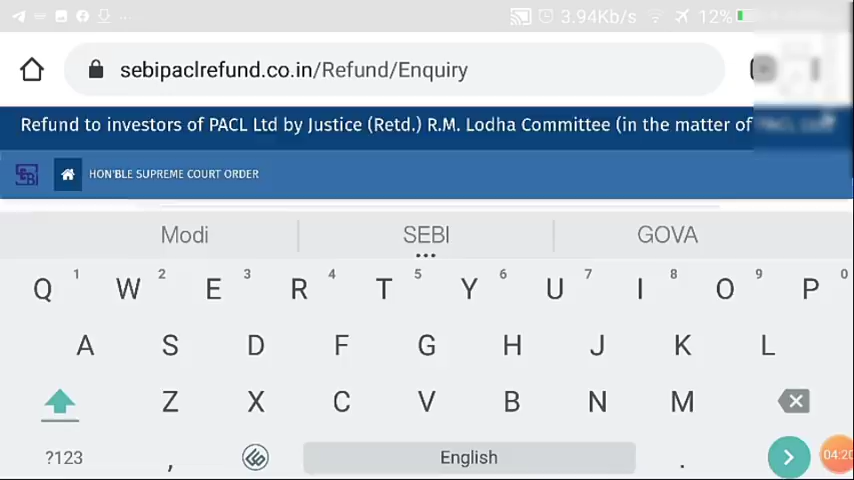 3.94Kb/s 12%
sebipaclrefund.co.in/Refund/Enquiry
Refund to investors of PACL Ltd by Justice (Retd.) R.M. Lodha Committee (in the matter of
HON'BLE SUPREME COURT ORDER
Modi SEBI GOVA
Q 1 W 2 E 3 R 4 T 5 Y 6 U 7 I 8 O 9 P 0
A S D F G H J K L
Z X C V B N M
?123 , English . 04:20